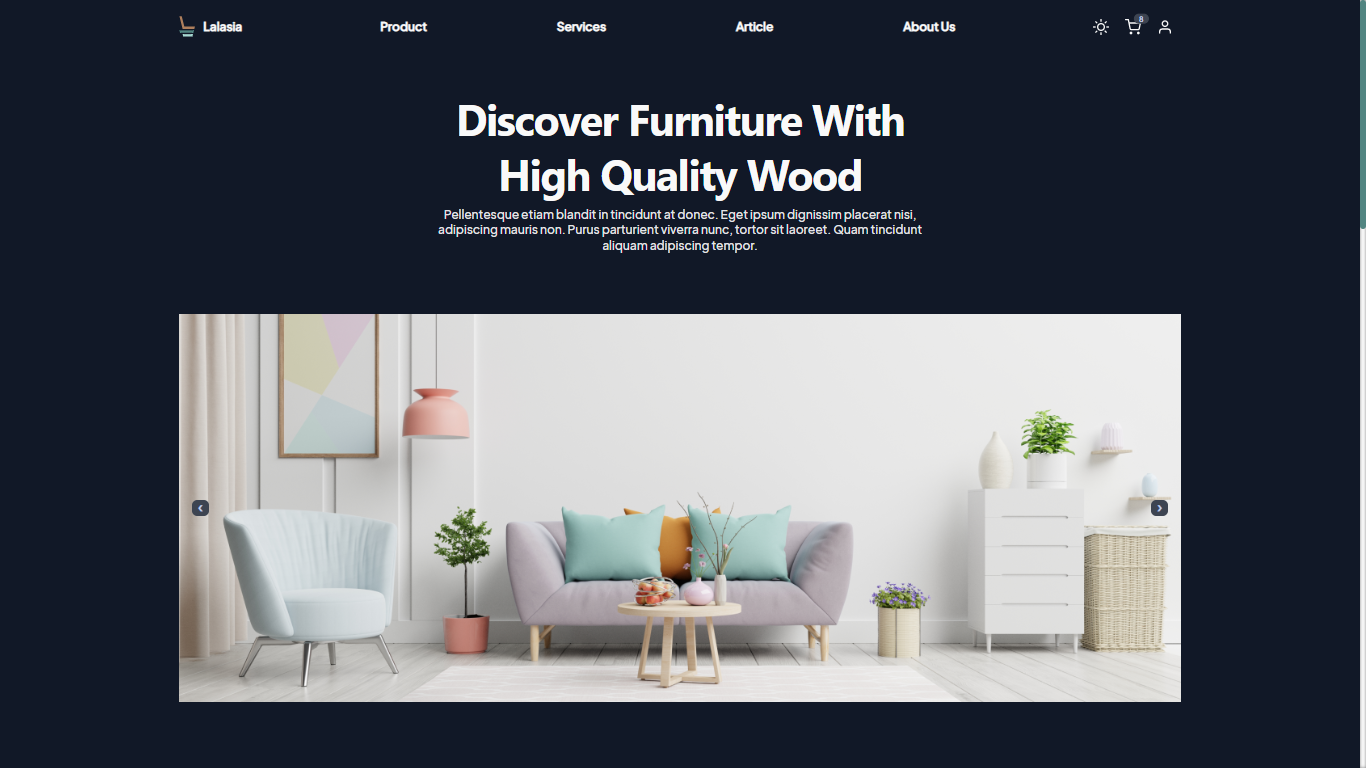 Lalasia
Product
Services
Article
About Us
8
Discover Furniture With
High Quality Wood
Pellentesque etiam blandit in tincidunt at donec. Eget ipsum dignissim placerat nisi,
adipiscing mauris non. Purus parturient viverra nunc, tortor sit laoreet. Quam tincidunt
aliquam adipiscing tempor.